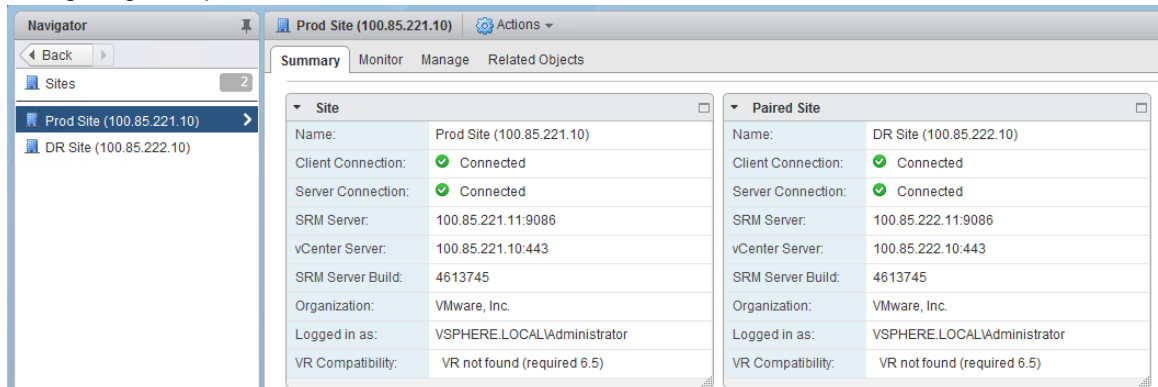 Navigator
Back
Sites 2
Prod Site (100.85.221.10)
DR Site (100.85.222.10)
Prod Site (100.85.221.10) Actions
Summary Monitor Manage Related Objects
Site
Name: Prod Site (100.85.221.10)
Client Connection: Connected
Server Connection: Connected
SRM Server: 100.85.221.11:9086
vCenter Server: 100.85.221.10:443
SRM Server Build: 4613745
Organization: VMware, Inc.
Logged in as: VSPHERE.LOCAL\Administrator
VR Compatibility: VR not found (required 6.5)
Paired Site
Name: DR Site (100.85.222.10)
Client Connection: Connected
Server Connection: Connected
SRM Server: 100.85.222.11:9086
vCenter Server: 100.85.222.10:443
SRM Server Build: 4613745
Organization: VMware, Inc.
Logged in as: VSPHERE.LOCAL\Administrator
VR Compatibility: VR not found (required 6.5)